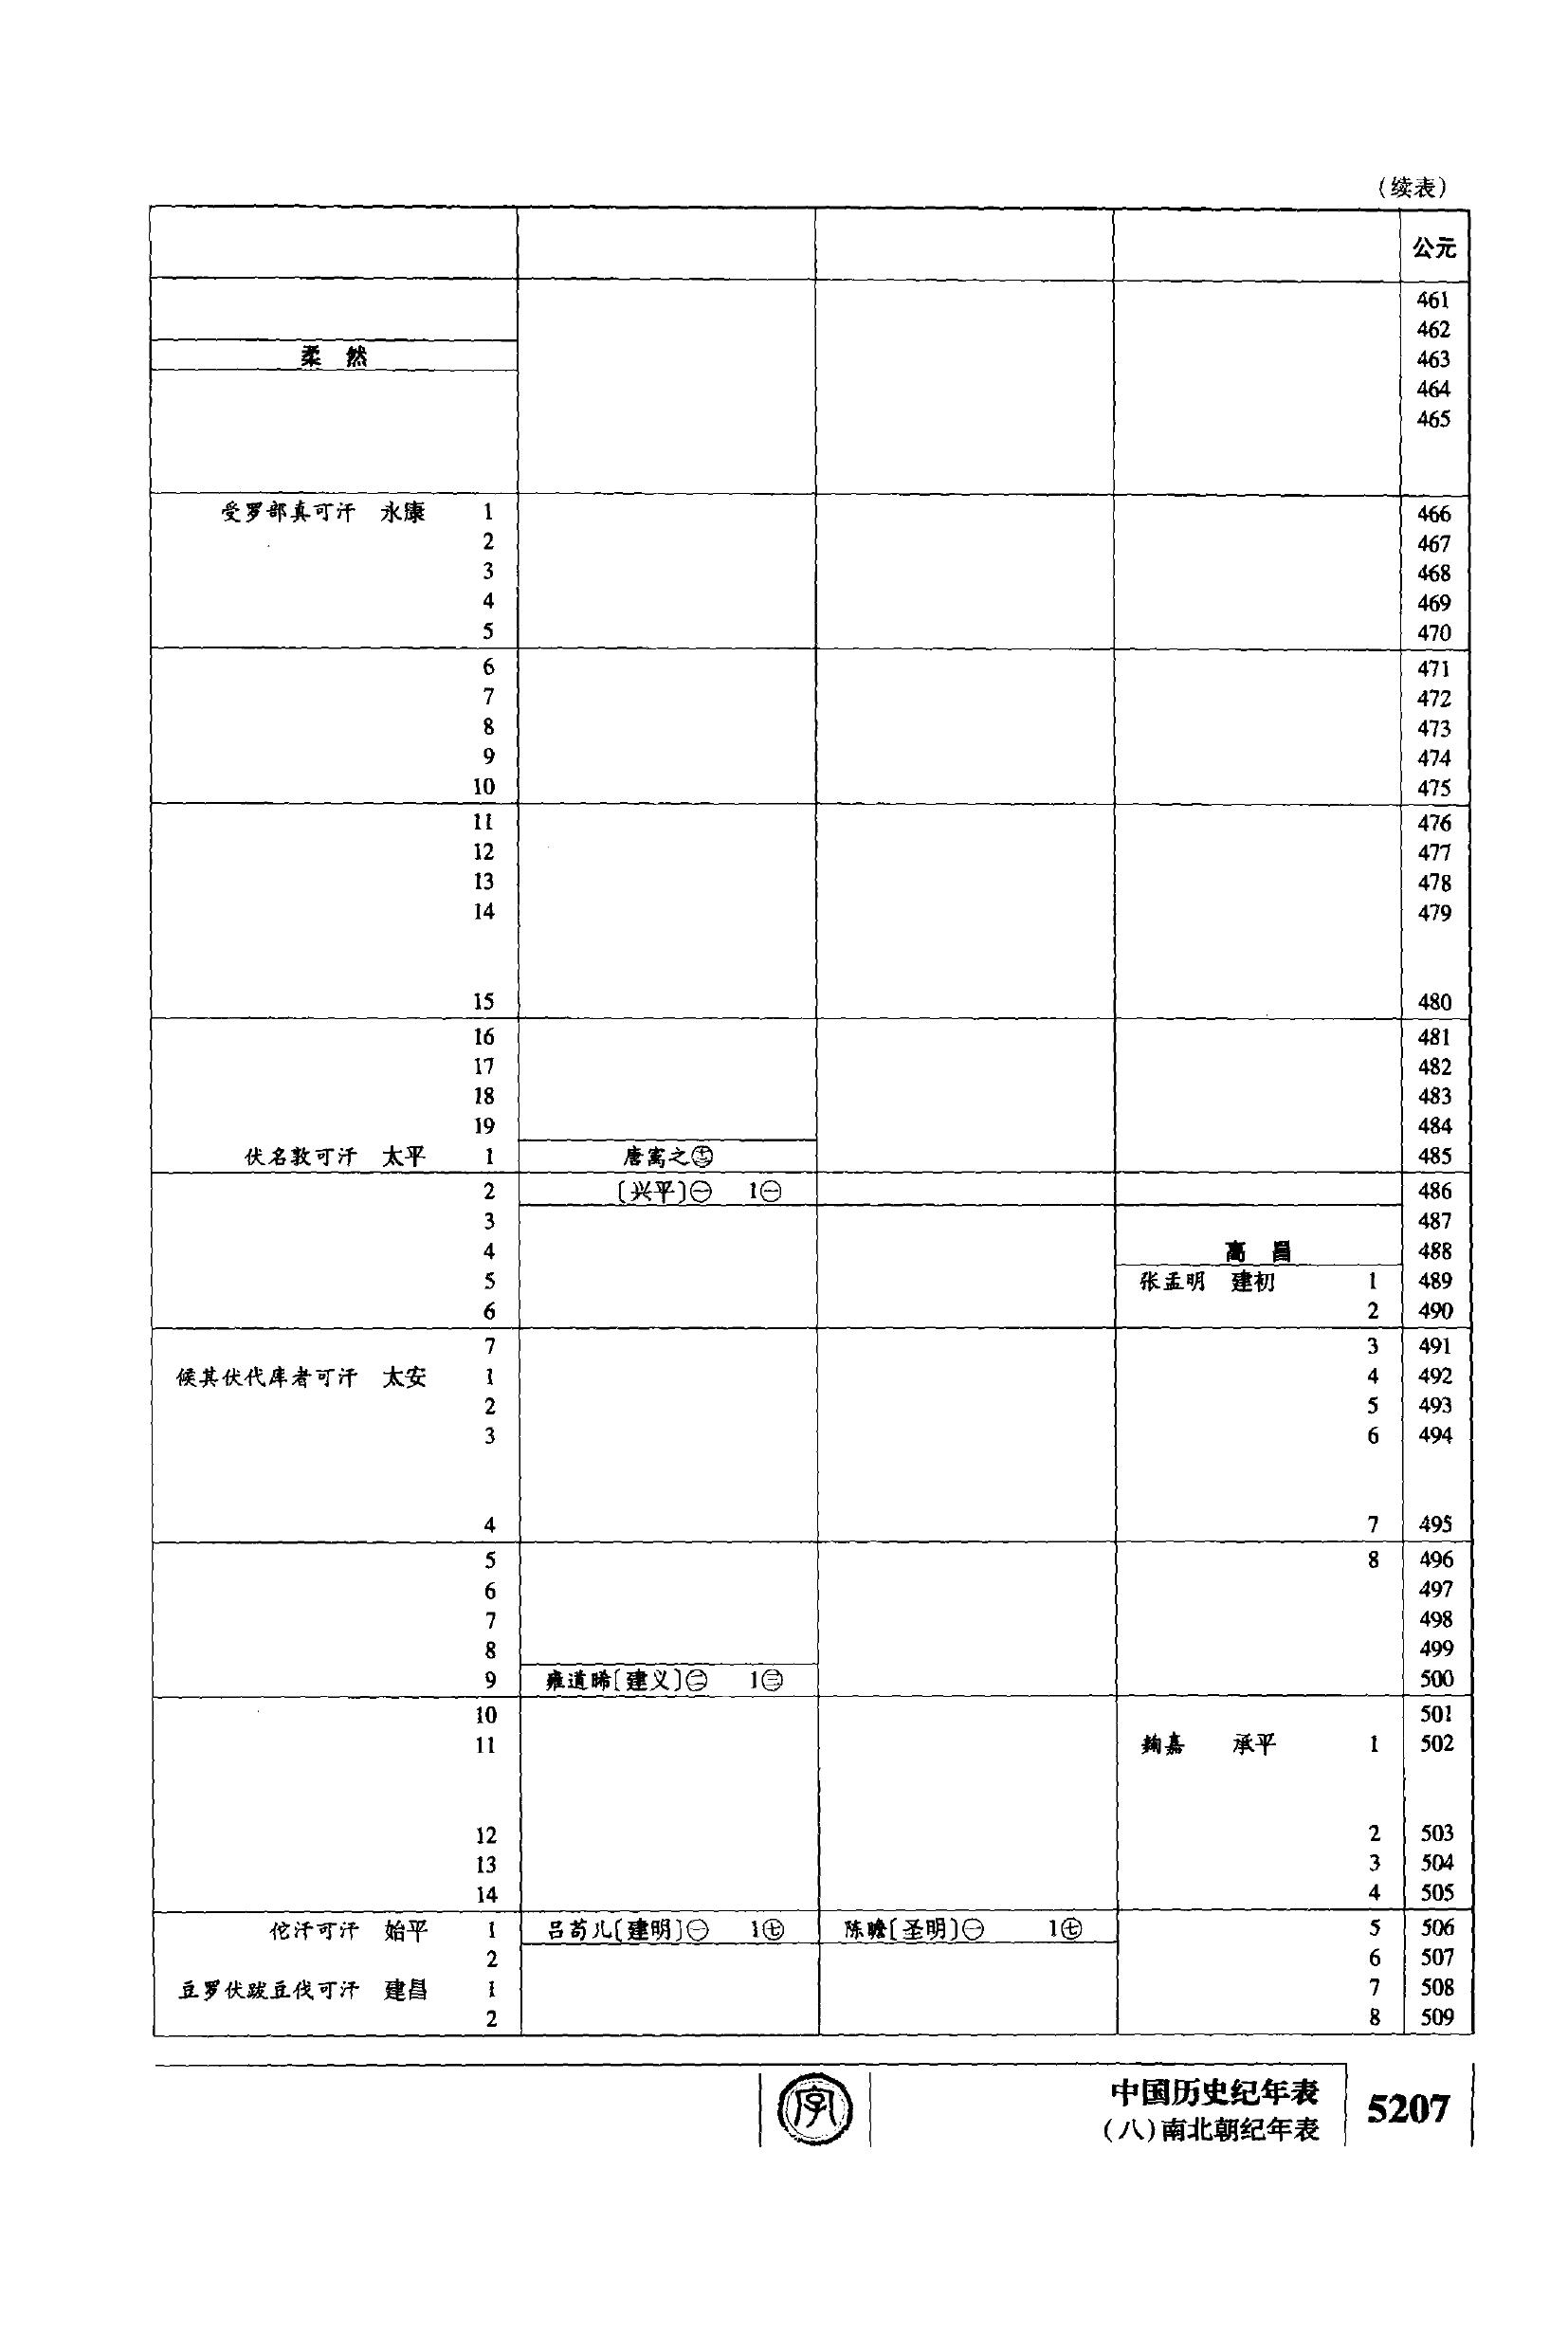 (续表)
公元
461
462
柔 然 463
464
465
受罗部真可汗 永康 1 466
2 467
3 468
4 469
5 470
6 471
7 472
8 473
9 474
10 475
11 476
12 477
13 478
14 479
15 480
16 481
17 482
18 483
19 484
伏名敦可汗 太平 1 唐寓之㊉㊁ 485
2 〔兴平〕㊀ 1㊀ 486
3 487
4 高 昌 488
5 张孟明 建初 1 489
6 2 490
7 3 491
候其伏代库者可汗 太安 1 4 492
2 5 493
3 6 494
4 7 495
5 8 496
6 497
7 498
8 499
9 雍道晞〔建义〕㊁ 1㊂ 500
10 501
11 麹嘉 承平 1 502
12 2 503
13 3 504
14 4 505
佗汗可汗 始平 1 吕苟儿〔建明〕㊀ 1㊆ 陈瞻〔圣明〕㊀ 1㊆ 5 506
2 6 507
豆罗伏跋豆伐可汗 建昌 1 7 508
2 8 509
字
中国历史纪年表
(八)南北朝纪年表
5207